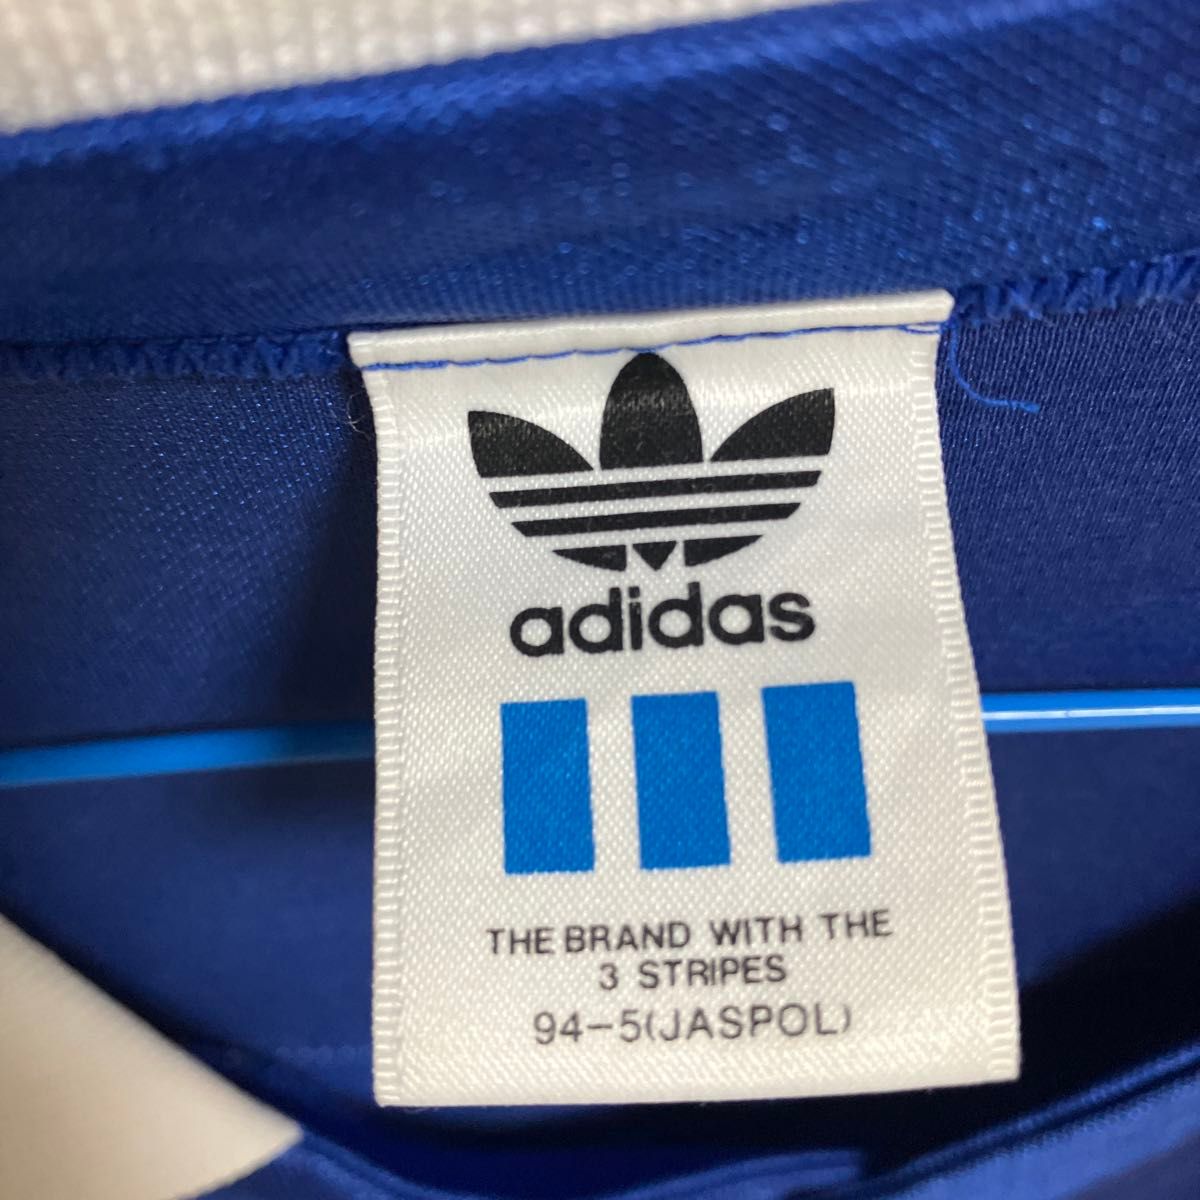 adidas
THE BRAND WITH THE
3 STRIPES
94-5(JASPOL)